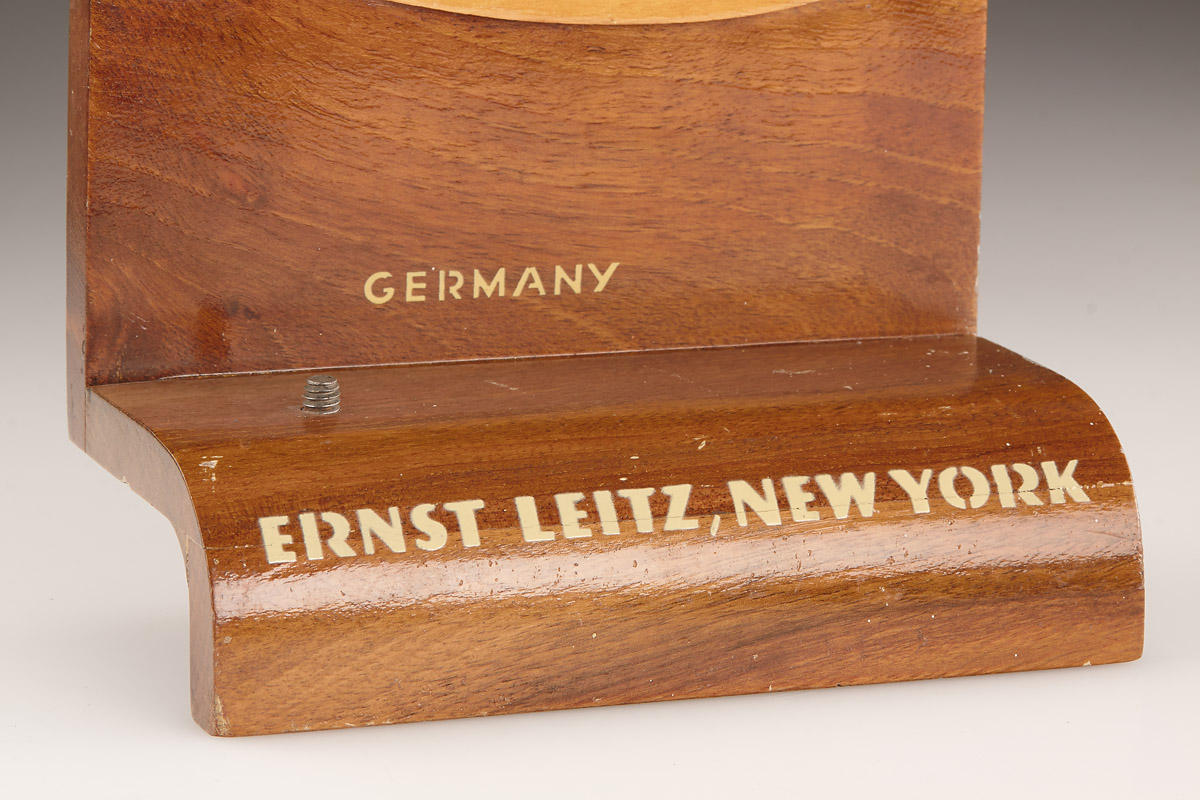 GERMANY
ERNST LEITZ, NEW YORK